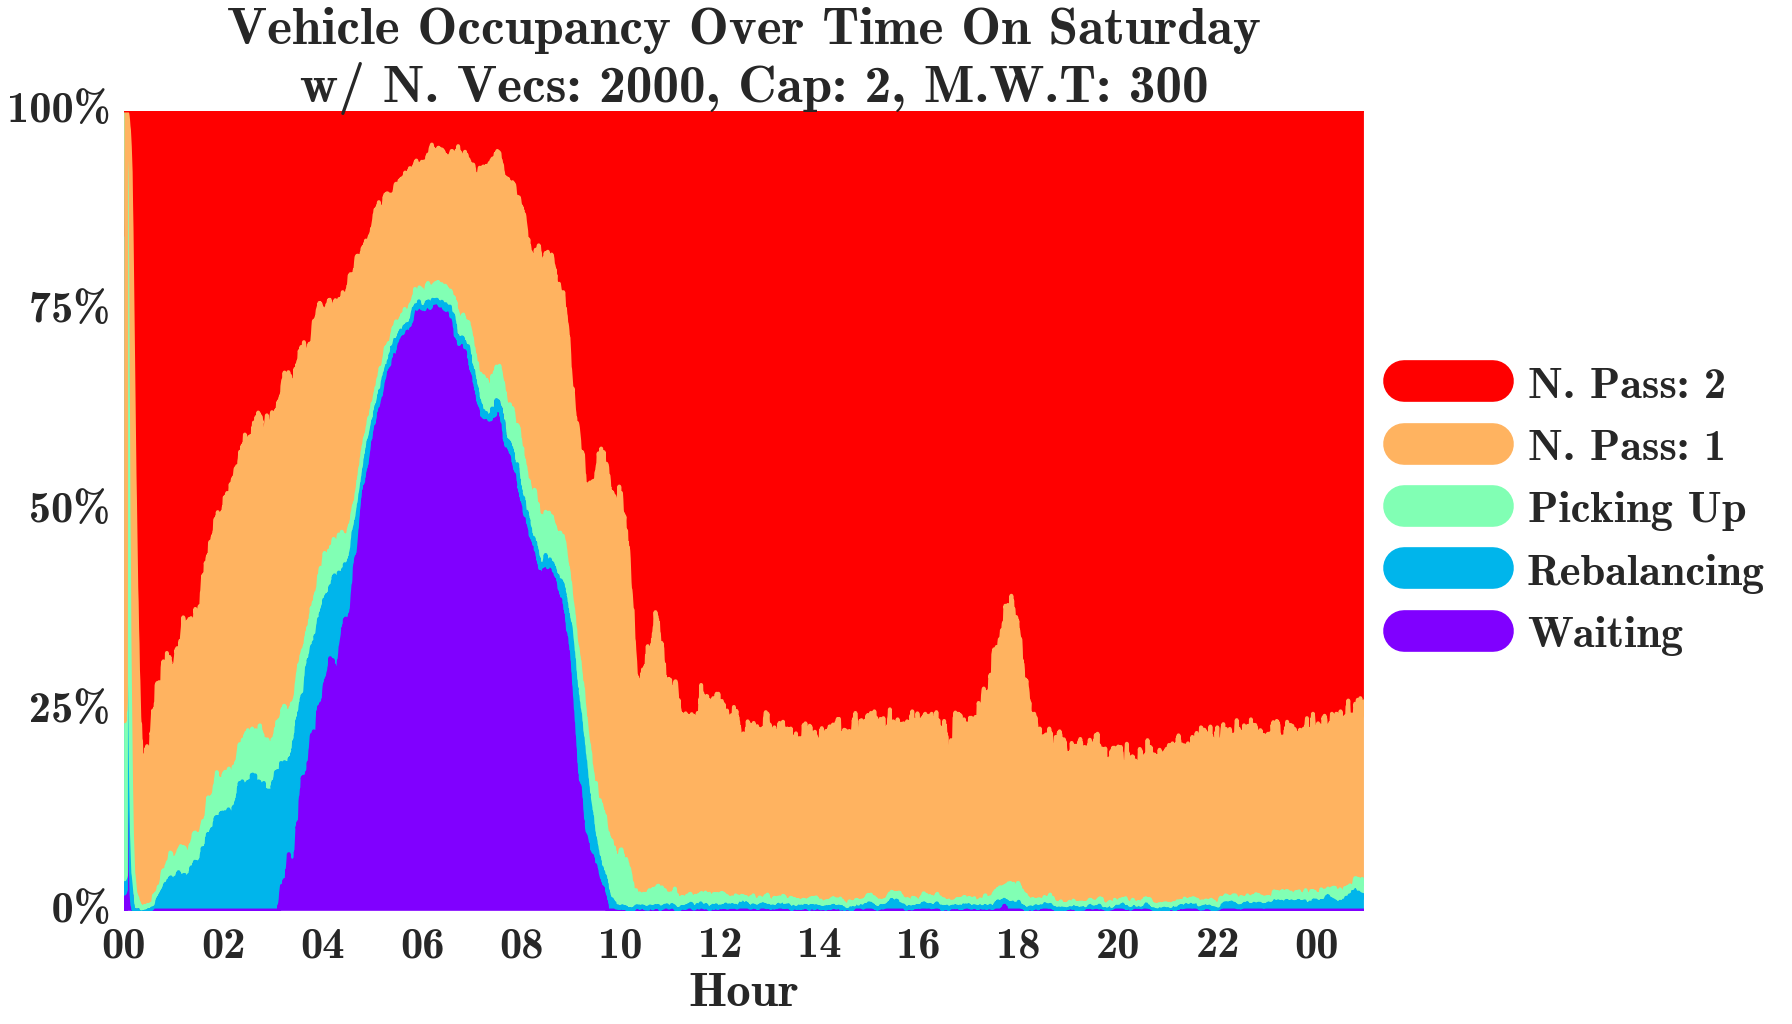 Vehicle Occupancy Over Time On Saturday
w/ N. Vecs: 2000, Cap: 2, M.W.T: 300
100%
75%
50%
25%
0%
00 02 04 06 08 10 12 14 16 18 20 22 00
Hour
N. Pass: 2
N. Pass: 1
Picking Up
Rebalancing
Waiting